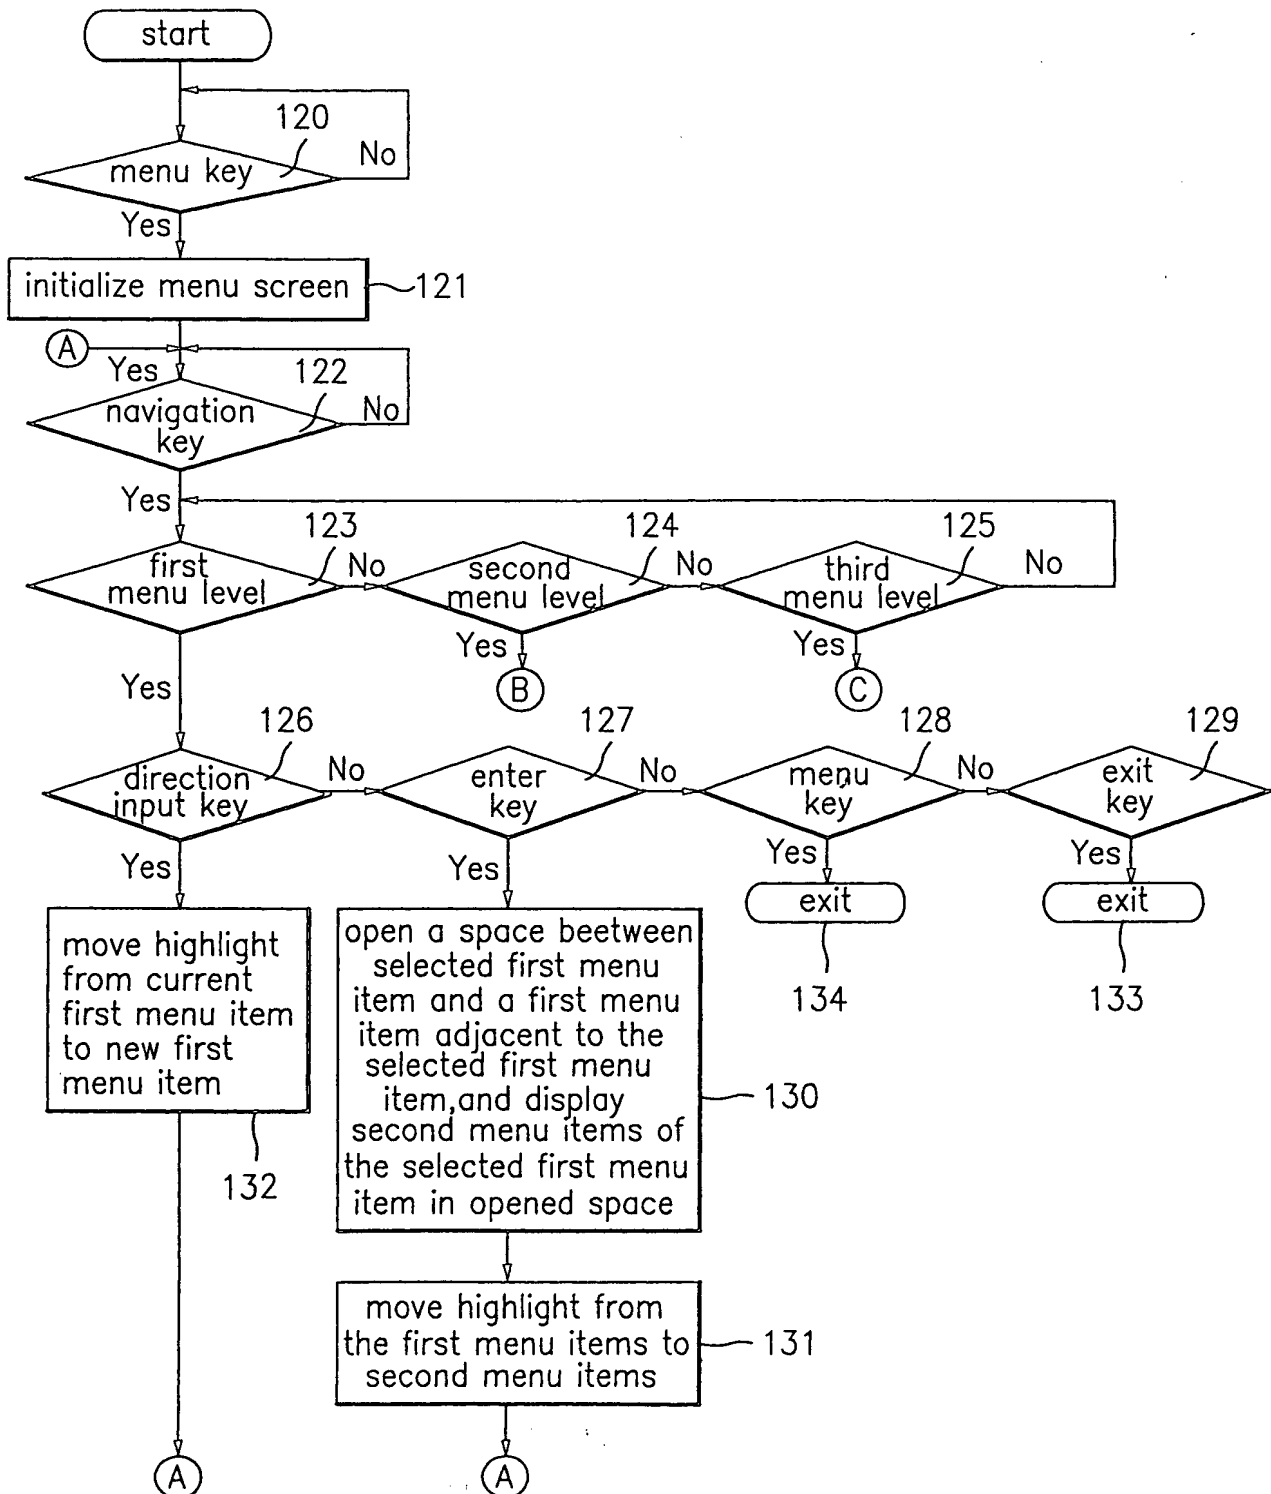 start
120
menu key
No
Yes
initialize menu screen
121
A
Yes
122
navigation
key
No
Yes
123
first
menu level
No
124
second
menu level
No
125
third
menu level
No
Yes
B
Yes
C
Yes
126
direction
input key
No
127
enter
key
No
128
menu
key
No
129
exit
key
Yes
Yes
Yes
exit
134
Yes
exit
133
move highlight
from current
first menu item
to new first
menu item
132
open a space beetween
selected first menu
item and a first menu
item adjacent to the
selected first menu
item,and display
second menu items of
the selected first menu
item in opened space
130
move highlight from
the first menu items to
second menu items
131
A
A